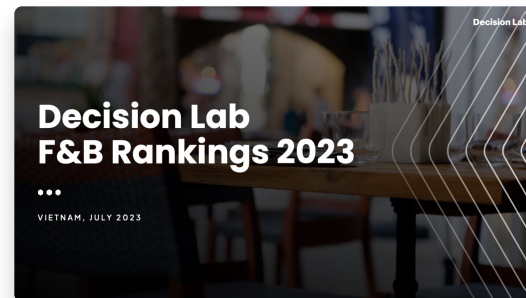 Decision Lab
Decision Lab
F&B Rankings 2023
VIETNAM, JULY 2023